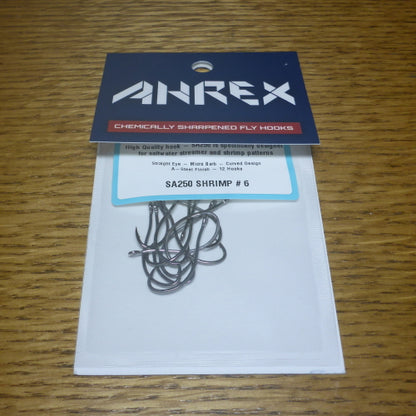 AHREX
CHEMICALLY SHARPENED FLY HOOKS
High Quality hook – SA250 is specifically designed
for saltwater streamer and shrimp patterns
Straight Eye – Micro Barb – Curved Design
A-Steel Finish – 12 Hooks
SA250 SHRIMP # 6